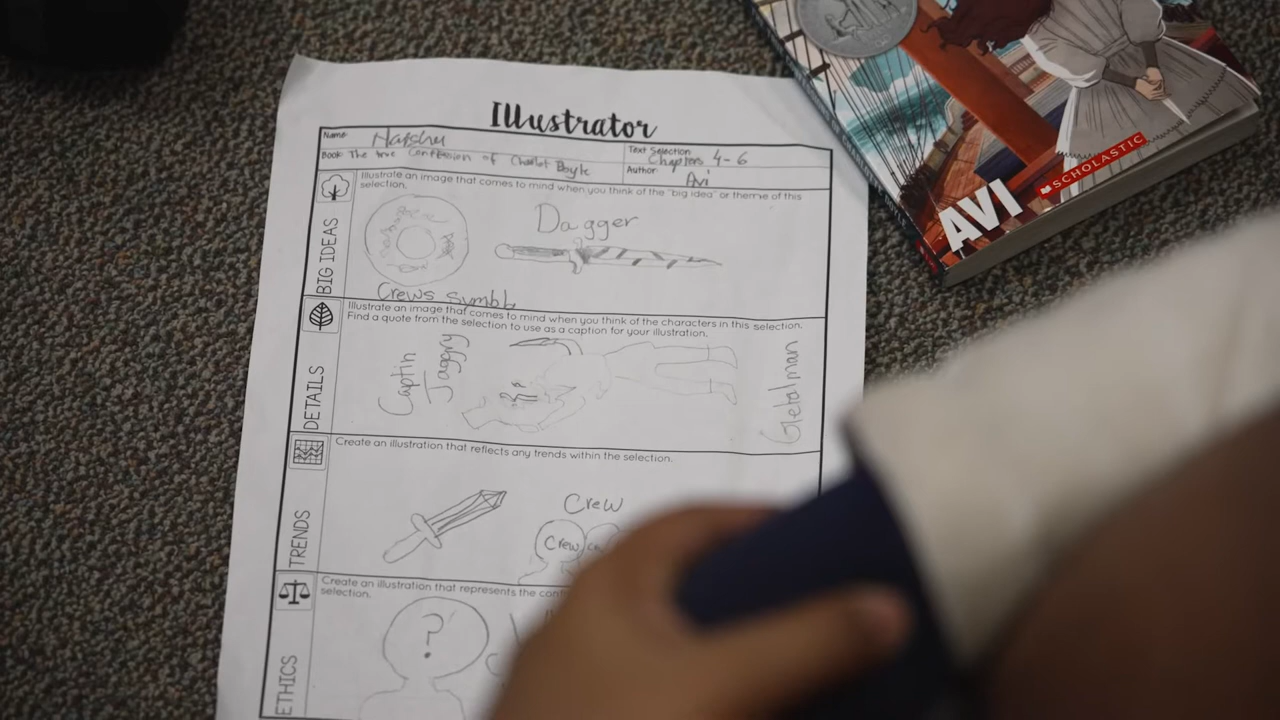 Illustrator
Name:
Book: The true Confession of Charlot Doyle
Text Selection
Chapters 4-6
Author:
Avi
BIG IDEAS
Illustrate an image that comes to mind when you think of the "big idea" or theme of this
selection.
Dagger
Crews Symbl
DETAILS
Illustrate an image that comes to mind when you think of the characters in this selection.
Find a quote from the selection to use as a caption for your illustration.
Captin
Jaggry
Getalman
TRENDS
Create an illustration that reflects any trends within the selection.
Crew
Crew
ETHICS
Create an illustration that represents the
selection.
?
AVI
SCHOLASTIC